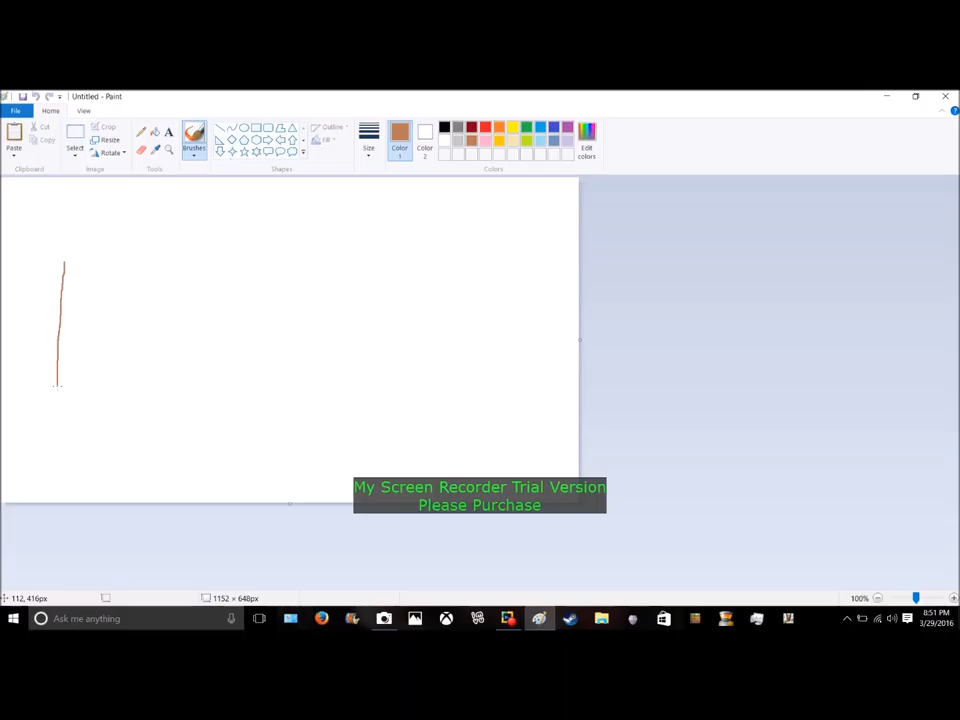 Untitled - Paint
File
Home
View
Paste
Cut
Copy
Clipboard
Select
Crop
Resize
Rotate
Image
A
Tools
Brushes
Outline
Fill
Shapes
Size
Color
1
Color
2
Edit
colors
Colors
My Screen Recorder Trial Version
Please Purchase
112, 416px
1152 × 648px
100%
Ask me anything
8:51 PM
3/29/2016